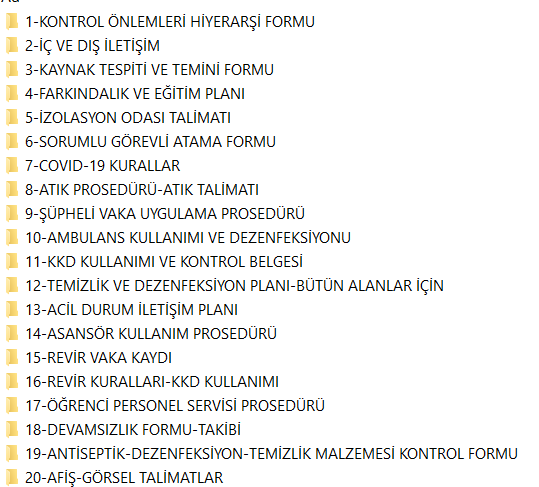 1-KONTROL ÖNLEMLERİ HİYERARŞİ FORMU
2-İÇ VE DIŞ İLETİŞİM
3-KAYNAK TESPİTİ VE TEMİNİ FORMU
4-FARKINDALIK VE EĞİTİM PLANI
5-İZOLASYON ODASI TALİMATI
6-SORUMLU GÖREVLİ ATAMA FORMU
7-COVID-19 KURALLAR
8-ATIK PROSEDÜRÜ-ATIK TALİMATI
9-ŞÜPHELİ VAKA UYGULAMA PROSEDÜRÜ
10-AMBULANS KULLANIMI VE DEZENFEKSİYONU
11-KKD KULLANIMI VE KONTROL BELGESİ
12-TEMİZLİK VE DEZENFEKSİYON PLANI-BÜTÜN ALANLAR İÇİN
13-ACİL DURUM İLETİŞİM PLANI
14-ASANSÖR KULLANIM PROSEDÜRÜ
15-REVİR VAKA KAYDI
16-REVİR KURALLARI-KKD KULLANIMI
17-ÖĞRENCİ PERSONEL SERVİSİ PROSEDÜRÜ
18-DEVAMSIZLIK FORMU-TAKİBİ
19-ANTİSEPTİK-DEZENFEKSİYON-TEMİZLİK MALZEMESİ KONTROL FORMU
20-AFİŞ-GÖRSEL TALİMATLAR